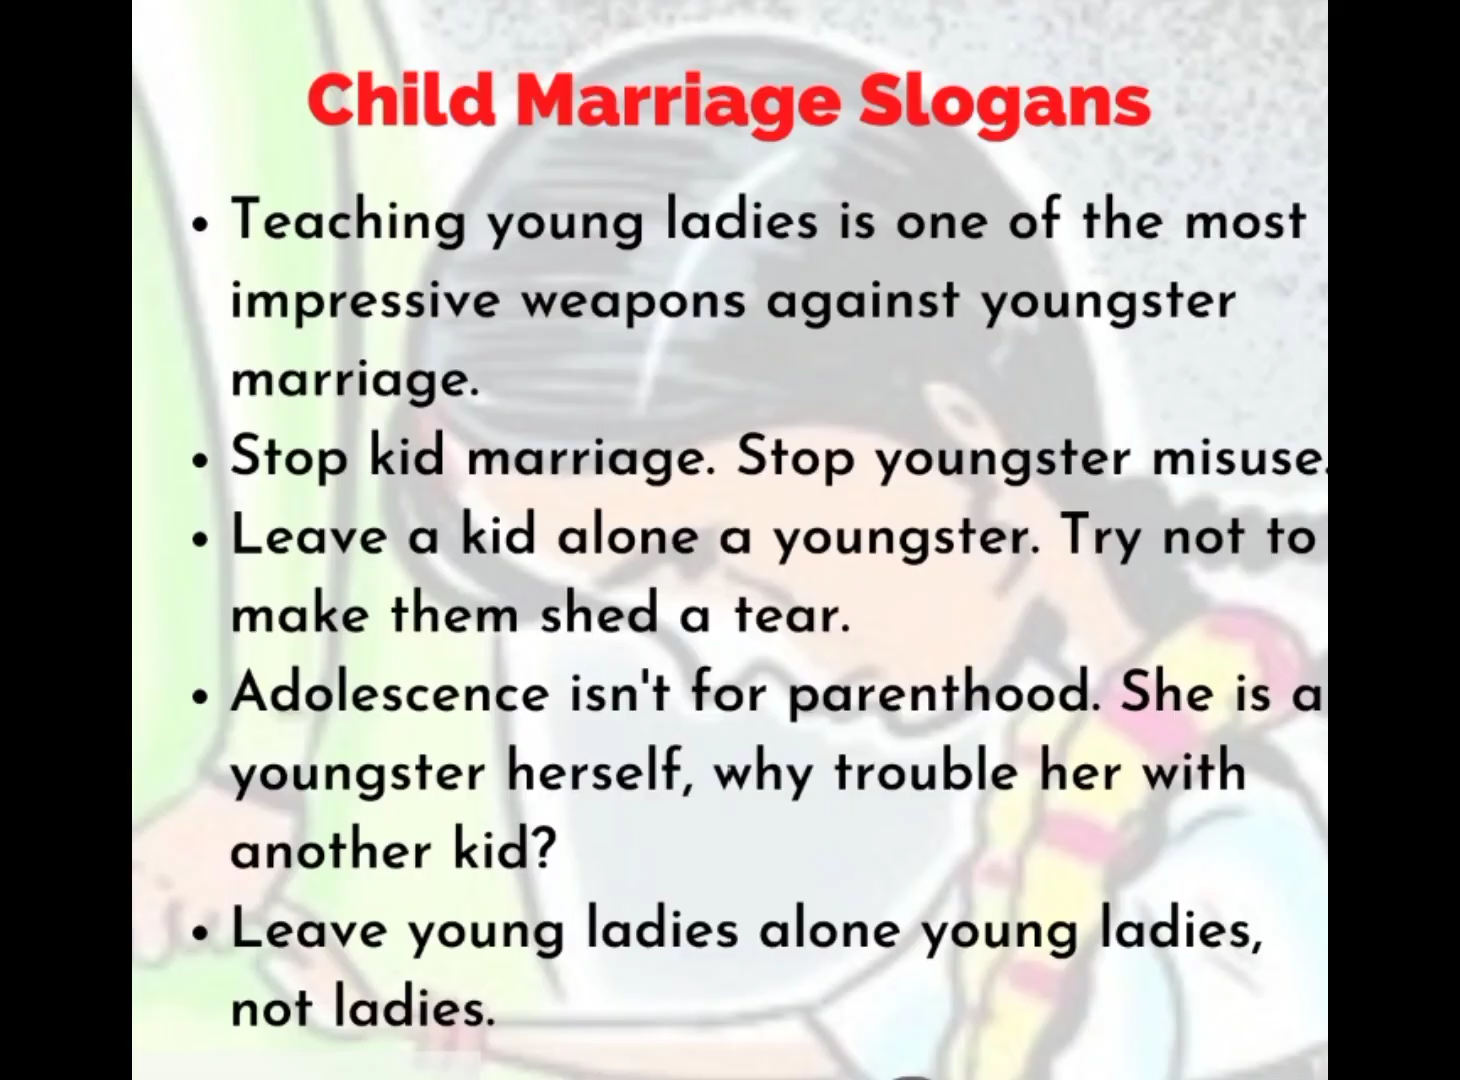 Child Marriage Slogans
• Teaching young ladies is one of the most
impressive weapons against youngster
marriage.
• Stop kid marriage. Stop youngster misuse.
• Leave a kid alone a youngster. Try not to
make them shed a tear.
• Adolescence isn't for parenthood. She is a
youngster herself, why trouble her with
another kid?
• Leave young ladies alone young ladies,
not ladies.